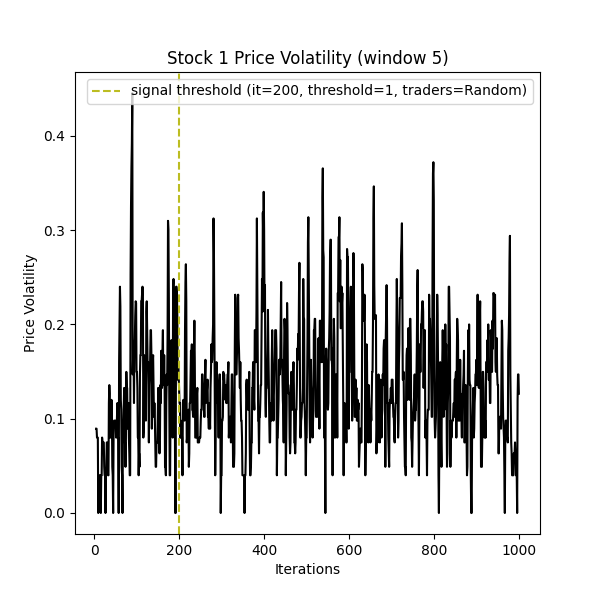 Stock 1 Price Volatility (window 5)
signal threshold (it=200, threshold=1, traders=Random)
0.4
0.3
0.2
0.1
0.0
Price Volatility
0 200 400 600 800 1000
Iterations